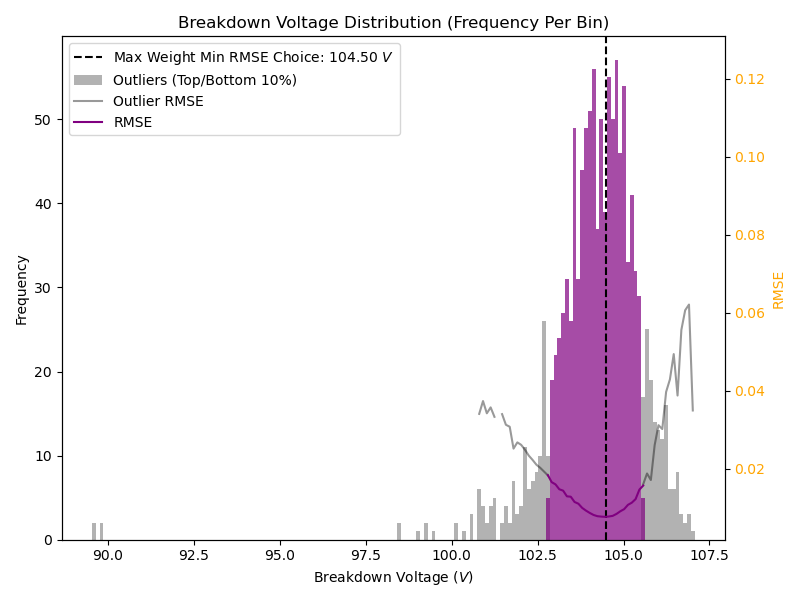 Breakdown Voltage Distribution (Frequency Per Bin)
Max Weight Min RMSE Choice: 104.50 V
Outliers (Top/Bottom 10%)
Outlier RMSE
RMSE
Frequency
50
40
30
20
10
0
0.12
0.10
0.08
0.06
0.04
0.02
RMSE
90.0 92.5 95.0 97.5 100.0 102.5 105.0 107.5
Breakdown Voltage (V)